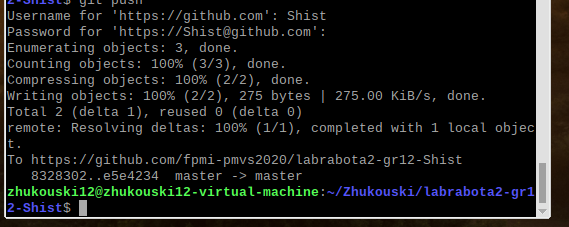 2-Shist$ git push
Username for 'https://github.com': Shist
Password for 'https://Shist@github.com':
Enumerating objects: 3, done.
Counting objects: 100% (3/3), done.
Compressing objects: 100% (2/2), done.
Writing objects: 100% (2/2), 275 bytes | 275.00 KiB/s, done.
Total 2 (delta 1), reused 0 (delta 0)
remote: Resolving deltas: 100% (1/1), completed with 1 local objec
t.
To https://github.com/fpmi-pmvs2020/labrabota2-gr12-Shist
   8328302..e5e4234  master -> master
zhukouski12@zhukouski12-virtual-machine:~/Zhukouski/labrabota2-gr1
2-Shist$